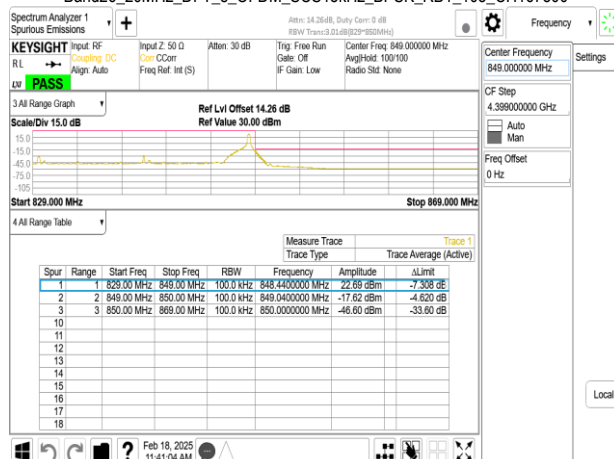 Spectrum Analyzer 1
Spurious Emissions
+
Attn: 14.26dB, Duty Corr: 0 dB
RBW Tranc:3.01dB(829~850MHz)
Frequency
KEYSIGHT Input: RF Input Z: 50 Ω Atten: 30 dB Trig: Free Run Center Freq: 849.000000 MHz
RL Coupling: DC Corr CCorr Gate: Off Avg|Hold: 100/100
Align: Auto Freq Ref: Int (S) IF Gain: Low Radio Std: None
LXI PASS
Center Frequency
849.000000 MHz
Settings
CF Step
4.399000000 GHz
Auto
Man
Freq Offset
0 Hz
3 All Range Graph
Ref Lvl Offset 14.26 dB
Scale/Div 15.0 dB Ref Value 30.00 dBm
15.0
-15.0
-45.0
-75.0
-105
Start 829.000 MHz Stop 869.000 MHz
4 All Range Table
Measure Trace Trace 1
Trace Type Trace Average (Active)
Spur Range Start Freq Stop Freq RBW Frequency Amplitude ΔLimit
1 1 829.00 MHz 849.00 MHz 100.0 kHz 848.4400000 MHz 22.69 dBm -7.308 dB
2 2 849.00 MHz 850.00 MHz 100.0 kHz 849.0400000 MHz -17.62 dBm -4.620 dB
3 3 850.00 MHz 869.00 MHz 100.0 kHz 850.0000000 MHz -46.60 dBm -33.60 dB
10
11
12
13
14
15
16
17
18
Local
?
Feb 18, 2025
11:41:04 AM